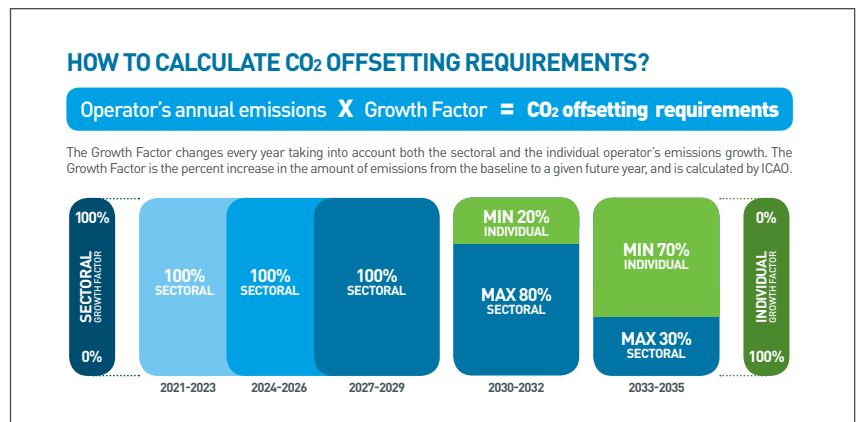 HOW TO CALCULATE CO2 OFFSETTING REQUIREMENTS?
Operator's annual emissions X Growth Factor = CO2 offsetting requirements
The Growth Factor changes every year taking into account both the sectoral and the individual operator's emissions growth. The
Growth Factor is the percent increase in the amount of emissions from the baseline to a given future year, and is calculated by ICAO.
100%
SECTORAL
GROWTH FACTOR
0%
100%
SECTORAL
100%
SECTORAL
100%
SECTORAL
MIN 20%
INDIVIDUAL
MAX 80%
SECTORAL
MIN 70%
INDIVIDUAL
MAX 30%
SECTORAL
0%
INDIVIDUAL
GROWTH FACTOR
100%
2021-2023
2024-2026
2027-2029
2030-2032
2033-2035